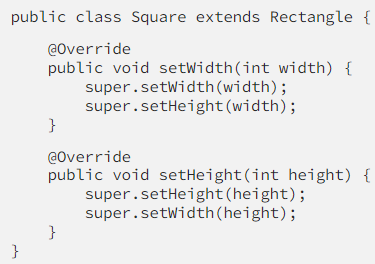 public class Square extends Rectangle {
    @Override
    public void setWidth(int width) {
        super.setWidth(width);
        super.setHeight(width);
    }
    @Override
    public void setHeight(int height) {
        super.setHeight(height);
        super.setWidth(height);
    }
}